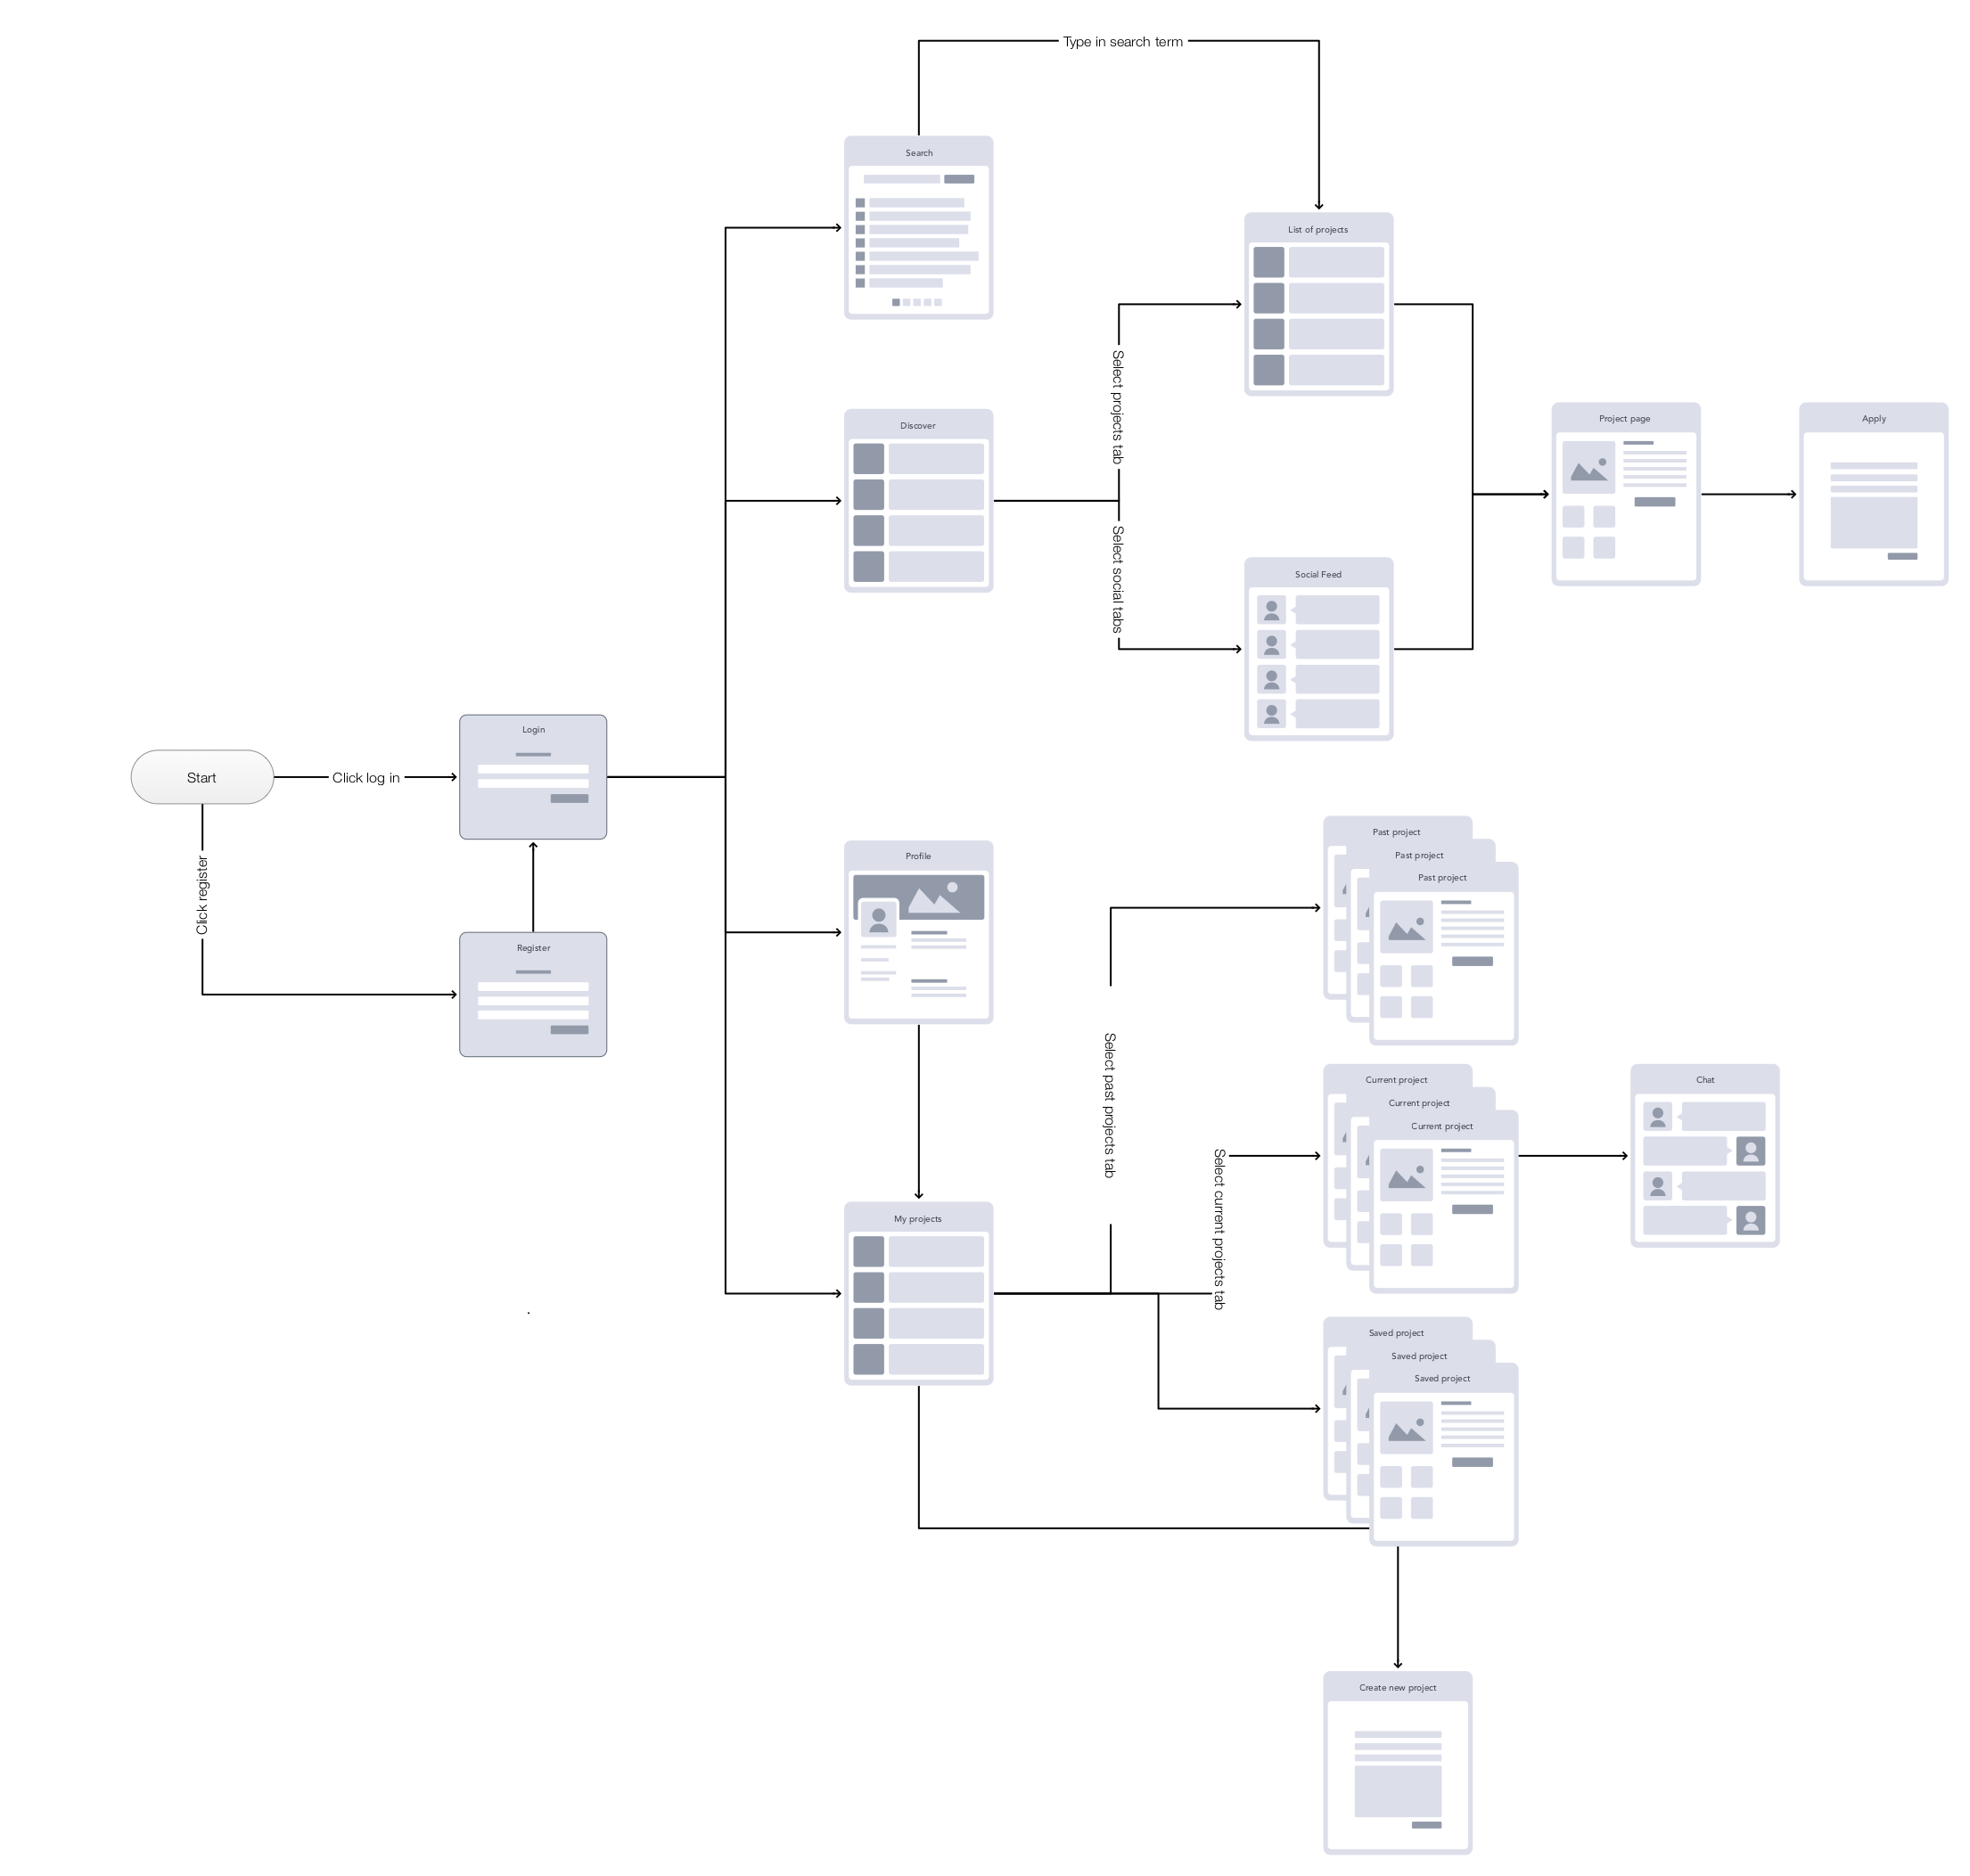 Type in search term
Search
List of projects
Select projects tab
Discover
Project page
Apply
Select social tabs
Social Feed
Login
Start
Click log in
Click register
Register
Profile
Past project
Past project
Past project
Select past projects tab
Current project
Current project
Current project
Chat
Select current projects tab
My projects
Saved project
Saved project
Saved project
Create new project